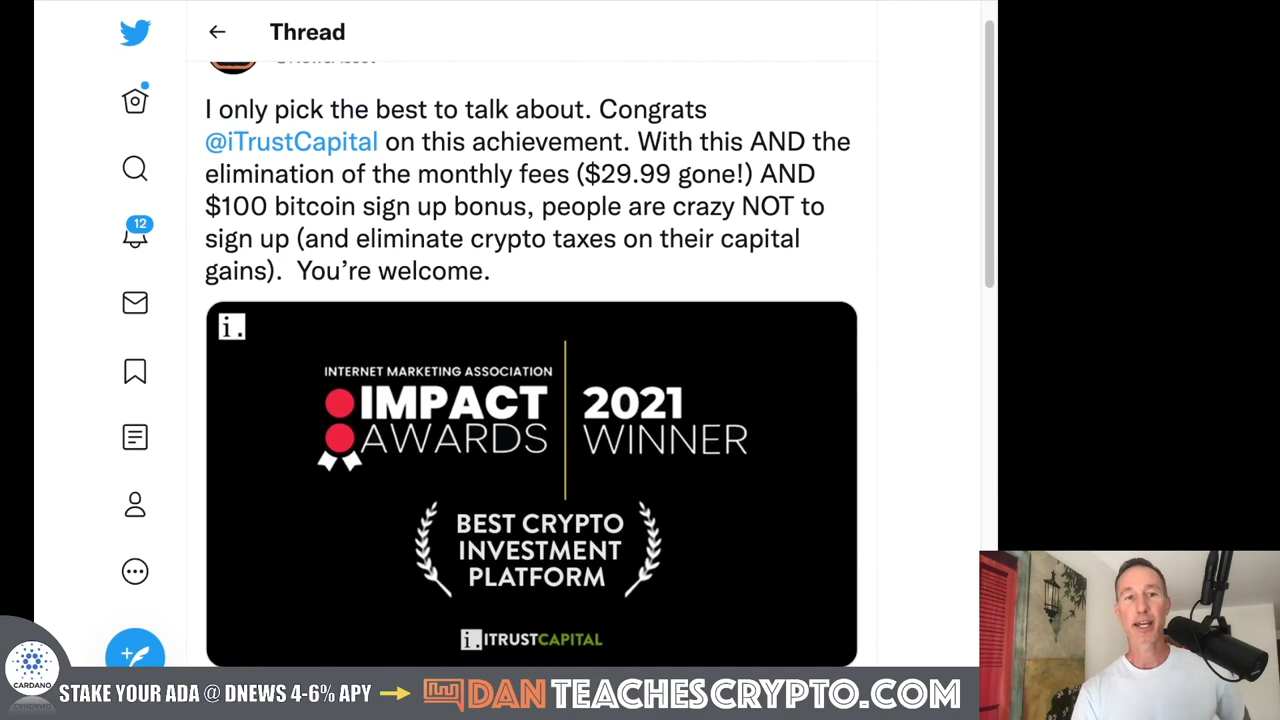 Thread
I only pick the best to talk about. Congrats
@iTrustCapital on this achievement. With this AND the
elimination of the monthly fees ($29.99 gone!) AND
$100 bitcoin sign up bonus, people are crazy NOT to
sign up (and eliminate crypto taxes on their capital
gains).  You’re welcome.
12
i.
INTERNET MARKETING ASSOCIATION
IMPACT
AWARDS
2021
WINNER
BEST CRYPTO
INVESTMENT
PLATFORM
i. ITRUSTCAPITAL
CARDANO
STAKE YOUR ADA @ DNEWS 4-6% APY
DANTEACHESCRYPTO.COM